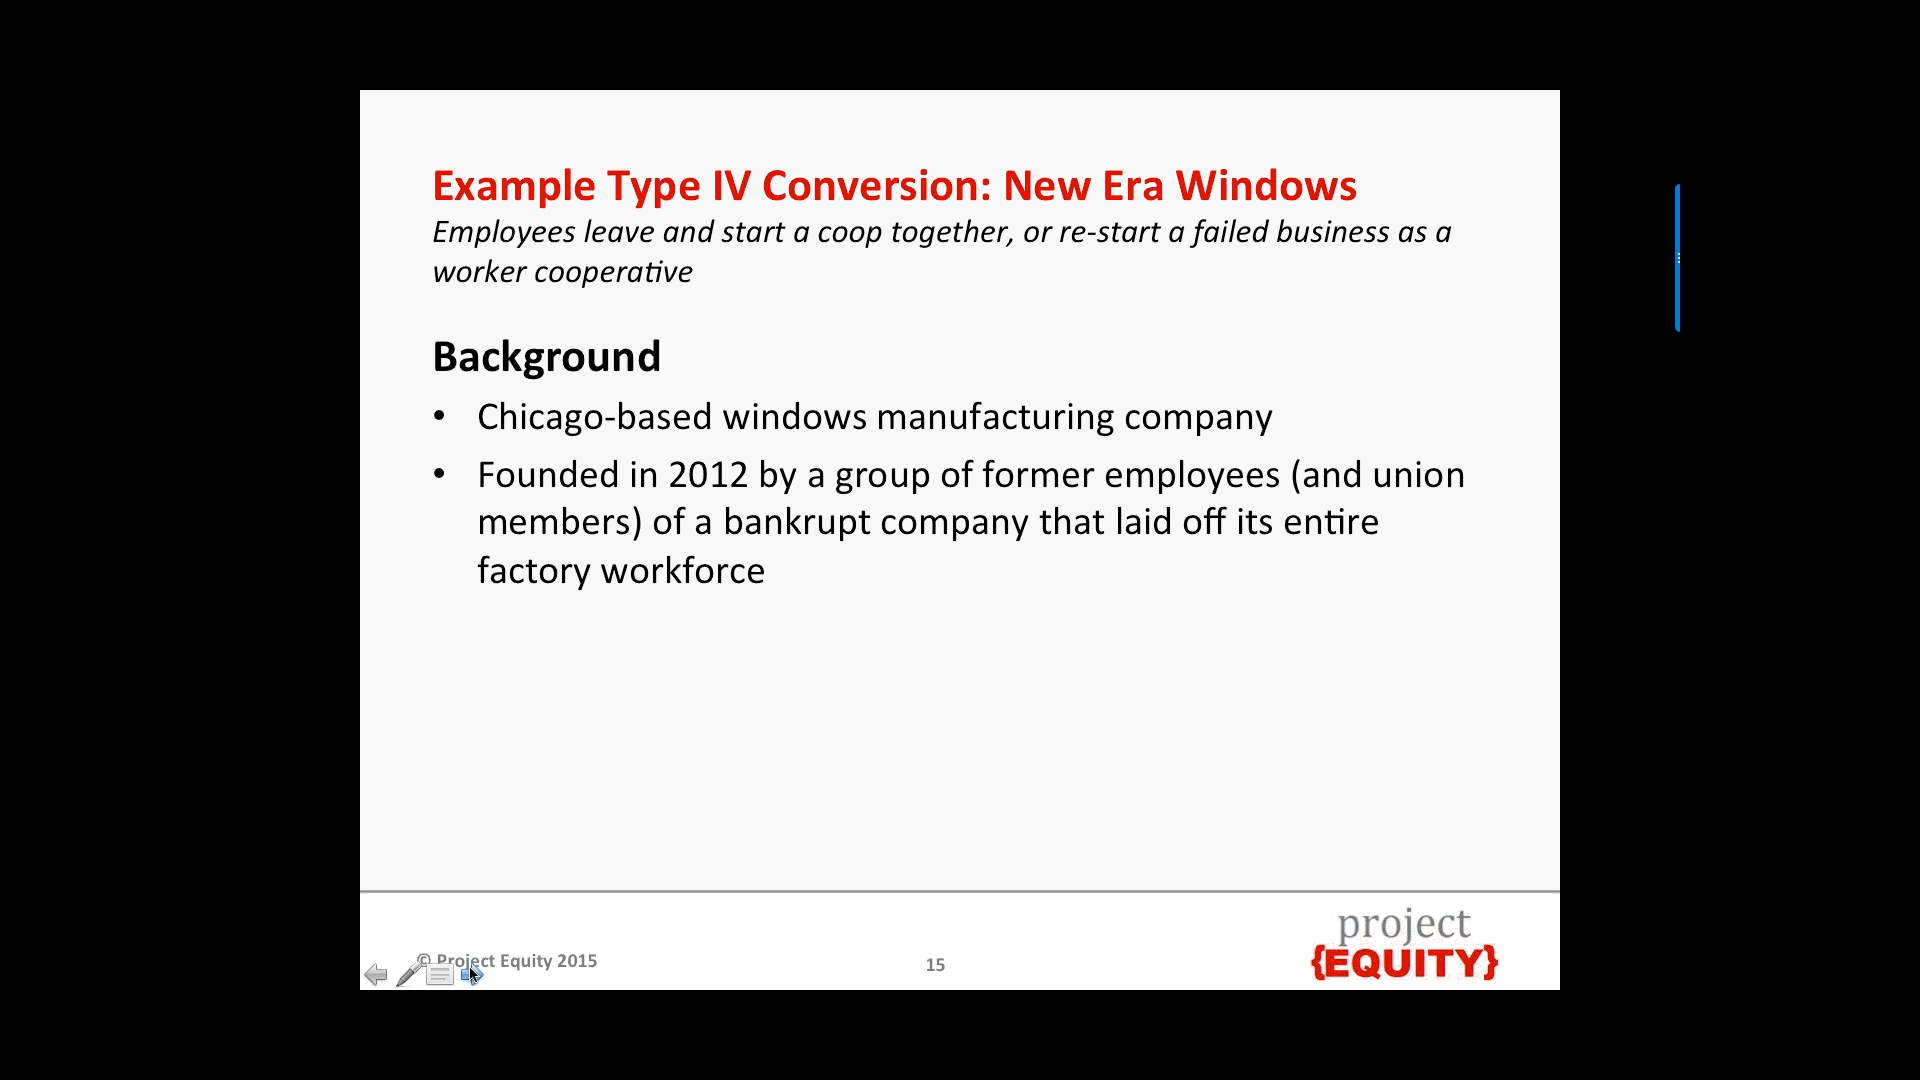 Example Type IV Conversion: New Era Windows
Employees leave and start a coop together, or re-start a failed business as a
worker cooperative
Background
• Chicago-based windows manufacturing company
• Founded in 2012 by a group of former employees (and union
members) of a bankrupt company that laid off its entire
factory workforce
© Project Equity 2015
15
project
{EQUITY}